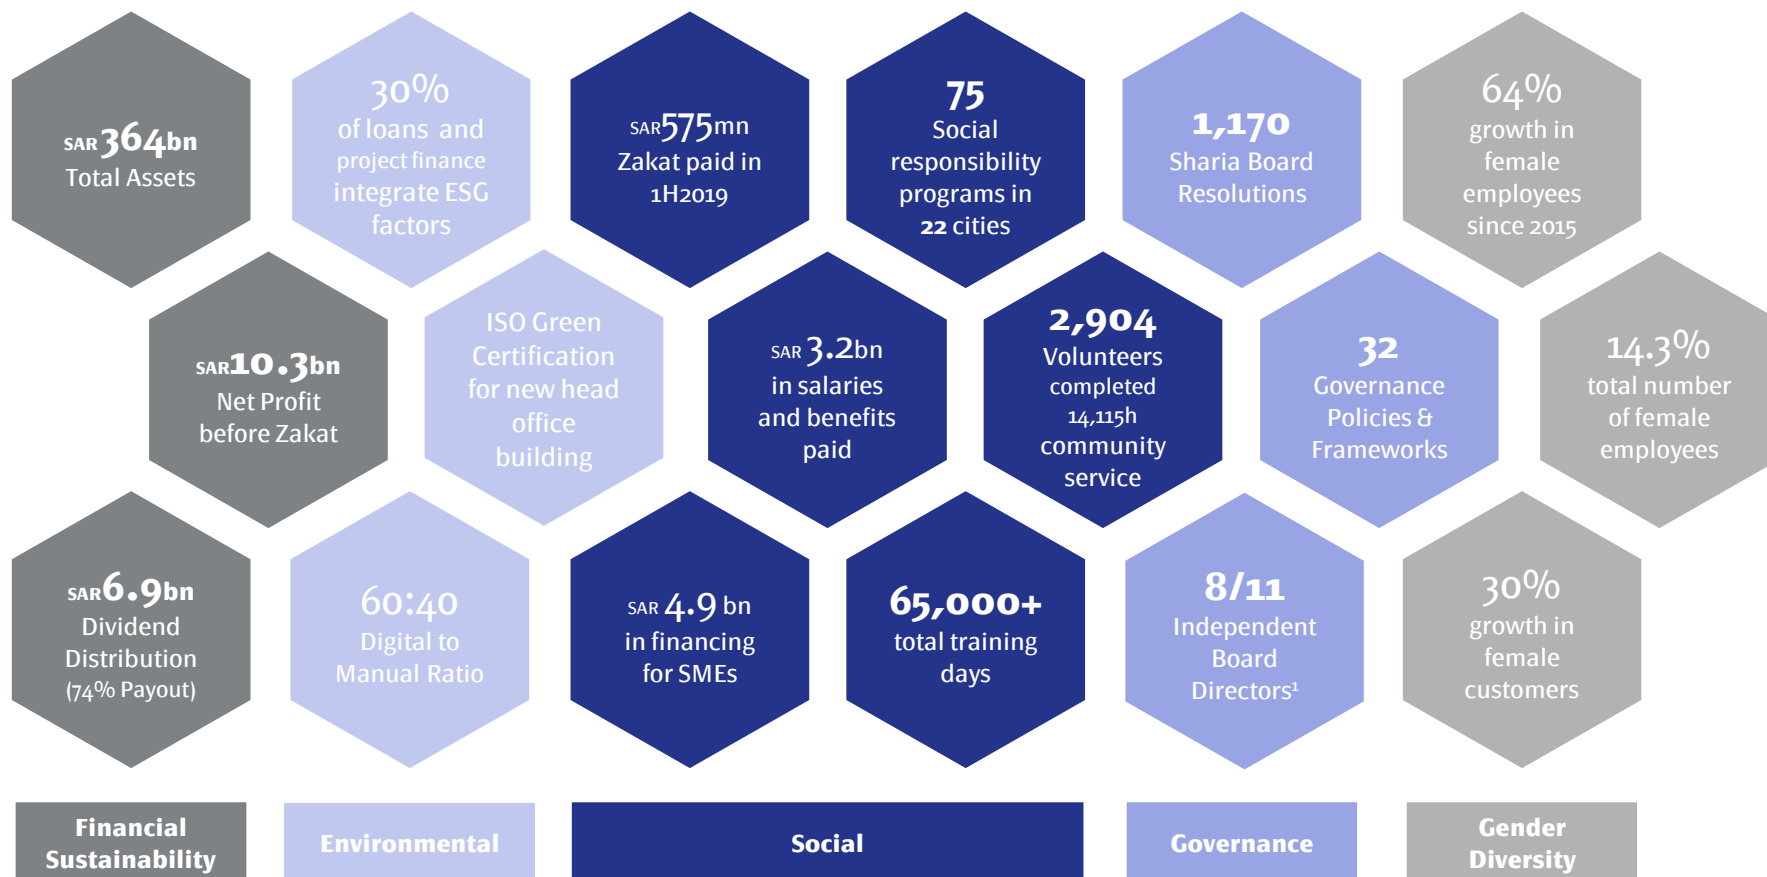 SAR 364bn
Total Assets
30%
of loans and
project finance
integrate ESG
factors
SAR575mn
Zakat paid in
1H2019
75
Social
responsibility
programs in
22 cities
1,170
Sharia Board
Resolutions
64%
growth in
female
employees
since 2015
SAR10.3bn
Net Profit
before Zakat
ISO Green
Certification
for new head
office
building
SAR 3.2bn
in salaries
and benefits
paid
2,904
Volunteers
completed
14,115h
community
service
32
Governance
Policies &
Frameworks
14.3%
total number
of female
employees
SAR6.9bn
Dividend
Distribution
(74% Payout)
60:40
Digital to
Manual Ratio
SAR 4.9 bn
in financing
for SMEs
65,000+
total training
days
8/11
Independent
Board
Directors¹
30%
growth in
female
customers
Financial
Sustainability
Environmental
Social
Governance
Gender
Diversity